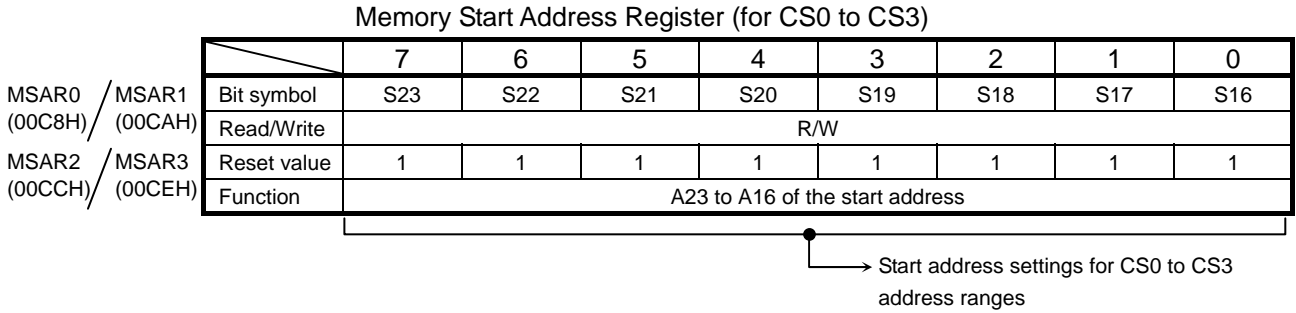 Memory Start Address Register (for CS0 to CS3)
7 6 5 4 3 2 1 0
MSAR0 / MSAR1 Bit symbol S23 S22 S21 S20 S19 S18 S17 S16
(00C8H) (00CAH) Read/Write R/W
MSAR2 / MSAR3 Reset value 1 1 1 1 1 1 1 1
(00CCH) (00CEH) Function A23 to A16 of the start address
Start address settings for CS0 to CS3
address ranges